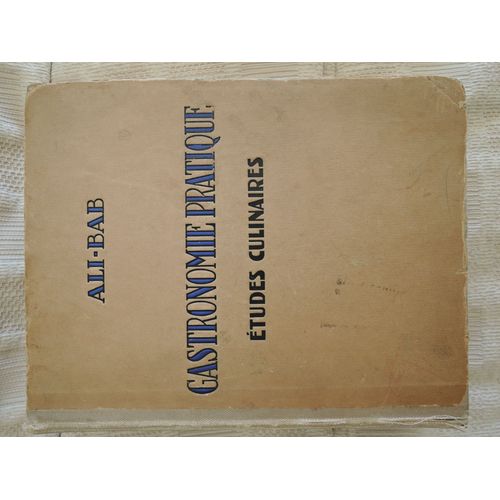 ALI-BAB
GASTRONOMIE PRATIQUE
ÉTUDES CULINAIRES